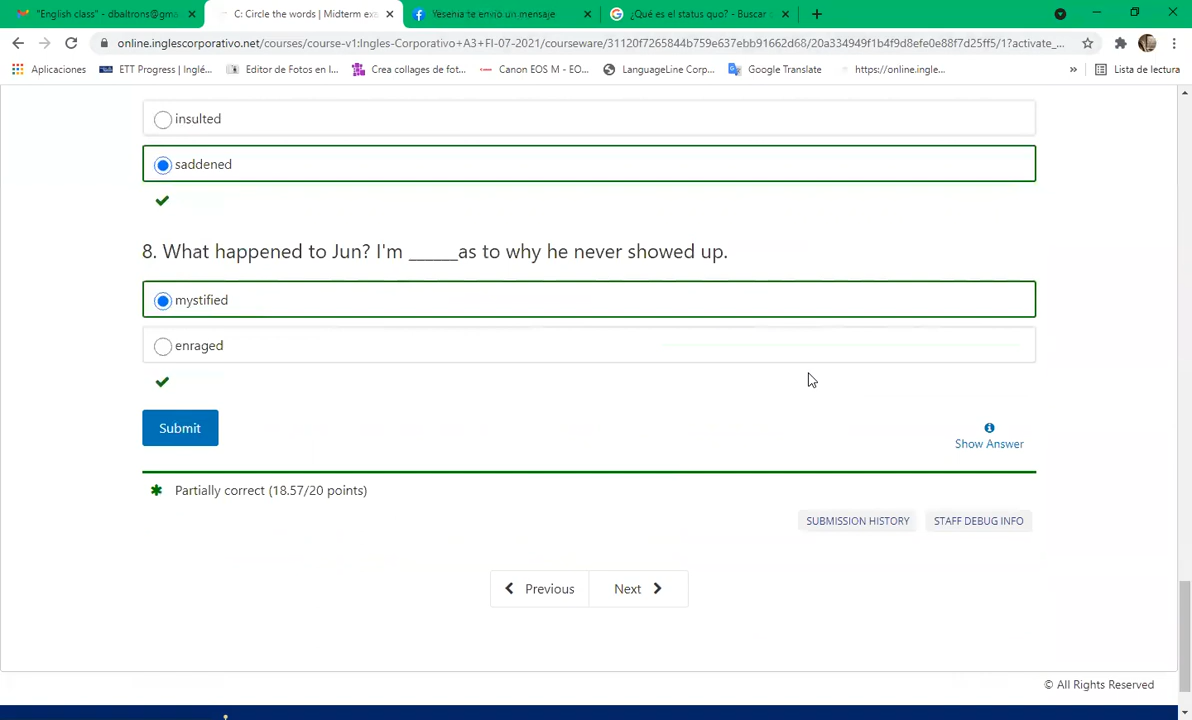 "English class" - dbaltrons@gma
C: Circle the words | Midterm exa
Yesenia te envió un mensaje
¿Qué es el status quo? - Buscar
online.inglescorporativo.net/courses/course-v1:Ingles-Corporativo+A3+FI-07-2021/courseware/31120f7265844b759e637ebb91662d68/20a334949f1b4f9d8efe0e88f7d25ff5/1?activate_...
Aplicaciones
ETT Progress | Inglé...
Editor de Fotos en l...
Crea collages de fot...
Canon EOS M - EO...
LanguageLine Corp...
Google Translate
https://online.ingle...
»
Lista de lectura
insulted
saddened
8. What happened to Jun? I'm ______as to why he never showed up.
mystified
enraged
Submit
Show Answer
Partially correct (18.57/20 points)
SUBMISSION HISTORY
STAFF DEBUG INFO
Previous
Next
© All Rights Reserved